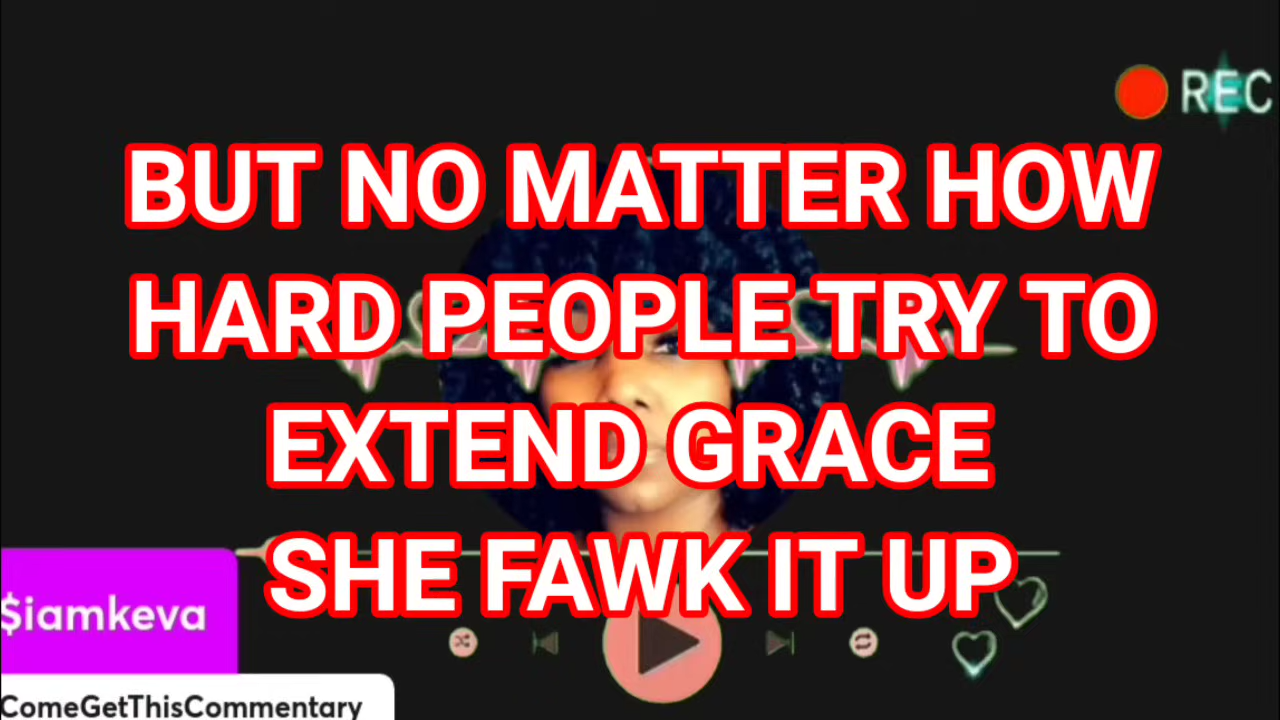 REC
BUT NO MATTER HOW
HARD PEOPLE TRY TO
EXTEND GRACE
SHE FAWK IT UP
$iamkeva
ComeGetThisCommentary